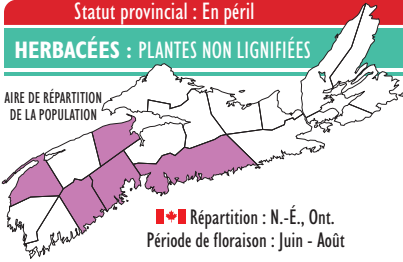 Statut provincial : En péril
HERBACÉES : PLANTES NON LIGNIFIÉES
AIRE DE RÉPARTITION
DE LA POPULATION
Répartition : N.-É., Ont.
Période de floraison : Juin - Août